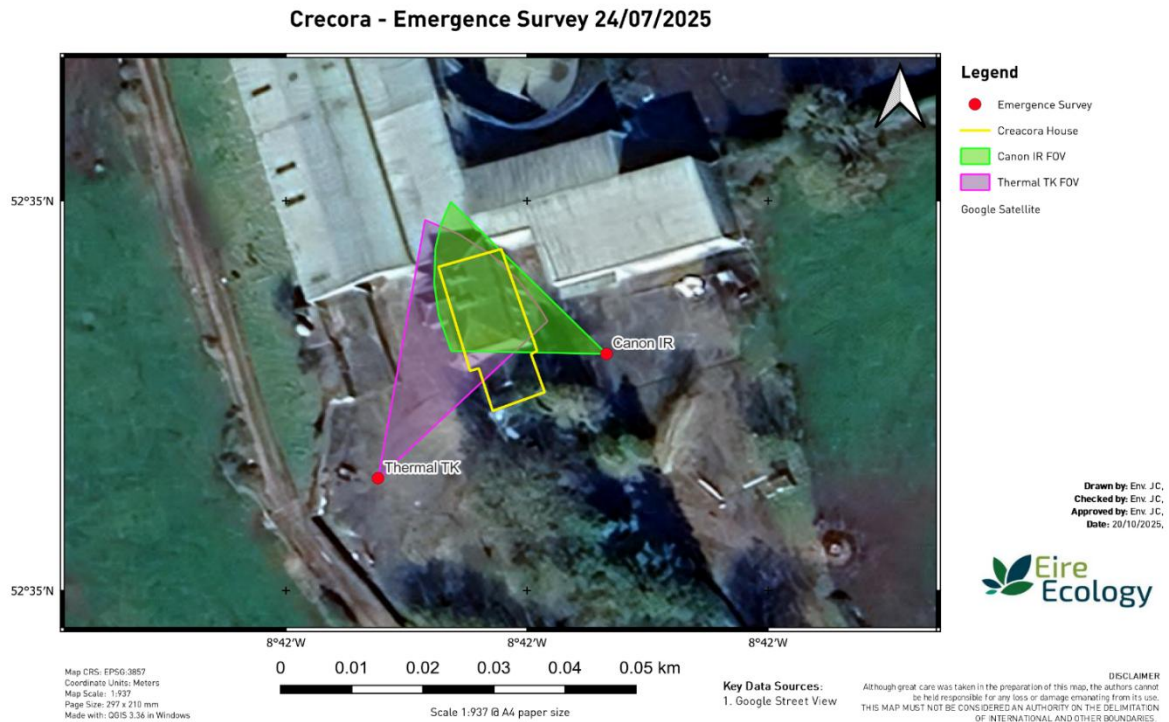 Crecora - Emergence Survey 24/07/2025
Legend
Emergence Survey
Creacora House
Canon IR FOV
Thermal TK FOV
Google Satellite
52°35'N
52°35'N
Canon IR
Thermal TK
8°42'W
8°42'W
8°42'W
Drawn by: Env. JC,
Checked by: Env. JC,
Approved by: Env. JC,
Date: 20/10/2025,
Eire
Ecology
Map CRS: EPSG:3857
Coordinate Units: Meters
Map Scale: 1:937
Page Size: 297 x 210 mm
Made with: QGIS 3.36 in Windows
0 0.01 0.02 0.03 0.04 0.05 km
Scale 1:937 @ A4 paper size
Key Data Sources:
1. Google Street View
DISCLAIMER
Although great care was taken in the preparation of this map, the authors cannot
be held responsible for any loss or damage emanating from its use.
THIS MAP MUST NOT BE CONSIDERED AN AUTHORITY ON THE DELIMITATION
OF INTERNATIONAL AND OTHER BOUNDARIES.